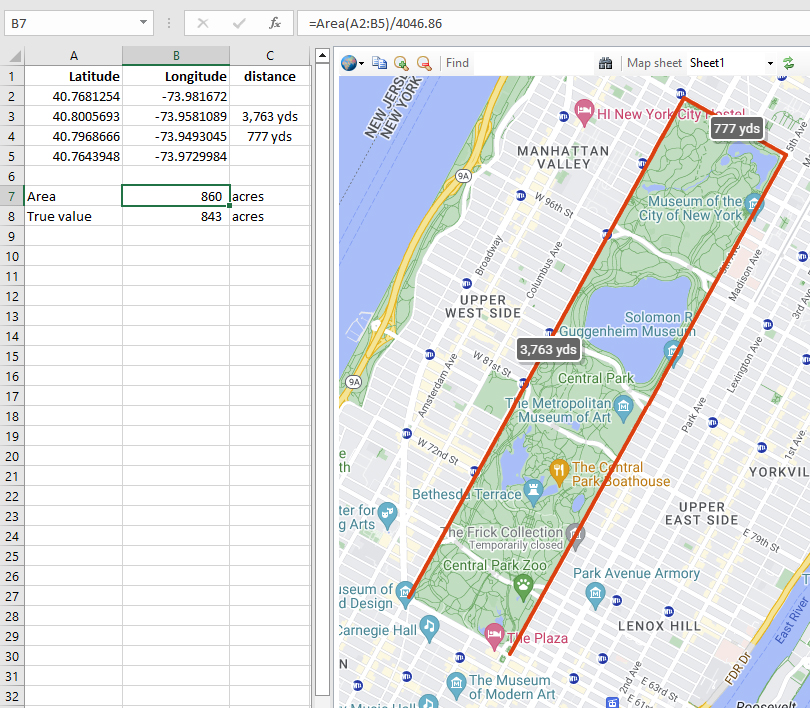 B7
fx
=Area(A2:B5)/4046.86
A B C
1 Latitude Longitude distance
2 40.7681254 -73.981672
3 40.8005693 -73.9581089 3,763 yds
4 40.7968666 -73.9493045 777 yds
5 40.7643948 -73.9729984
6
7 Area 860 acres
8 True value 843 acres
9
10
11
12
13
14
15
16
17
18
19
20
21
22
23
24
25
26
27
28
29
30
31
32
Find
Map sheet Sheet1
NEW JERSEY
NEW YORK
HI New York City Hostel
777 yds
5th Ave
MANHATTAN
VALLEY
9A
W 96th St
Museum of the
City of New York
Broadway
Columbus Ave
5th Ave
Madison Ave
3rd Ave
UPPER
WEST SIDE
Solomon R
Guggenheim Museum
3,763 yds
Lexington Ave
W 81st St
9A
Amsterdam Ave
Central Park
The Metropolitan
Museum of Art
Park Ave
1st Ave
W 72nd St
The Central
Park Boathouse
YORKVIL
Bethesda Terrace
UPPER
EAST SIDE
ter for
g Arts
The Frick Collection
Temporarily closed
E 79th St
Central Park Zoo
Park Avenue Armory
useum of
d Design
Carnegie Hall
The Plaza
LENOX HILL
East River
FDR Dr
The Museum
of Modern Art
2nd Ave
E 63rd St
E 61st
Music Hall
Roosevelt